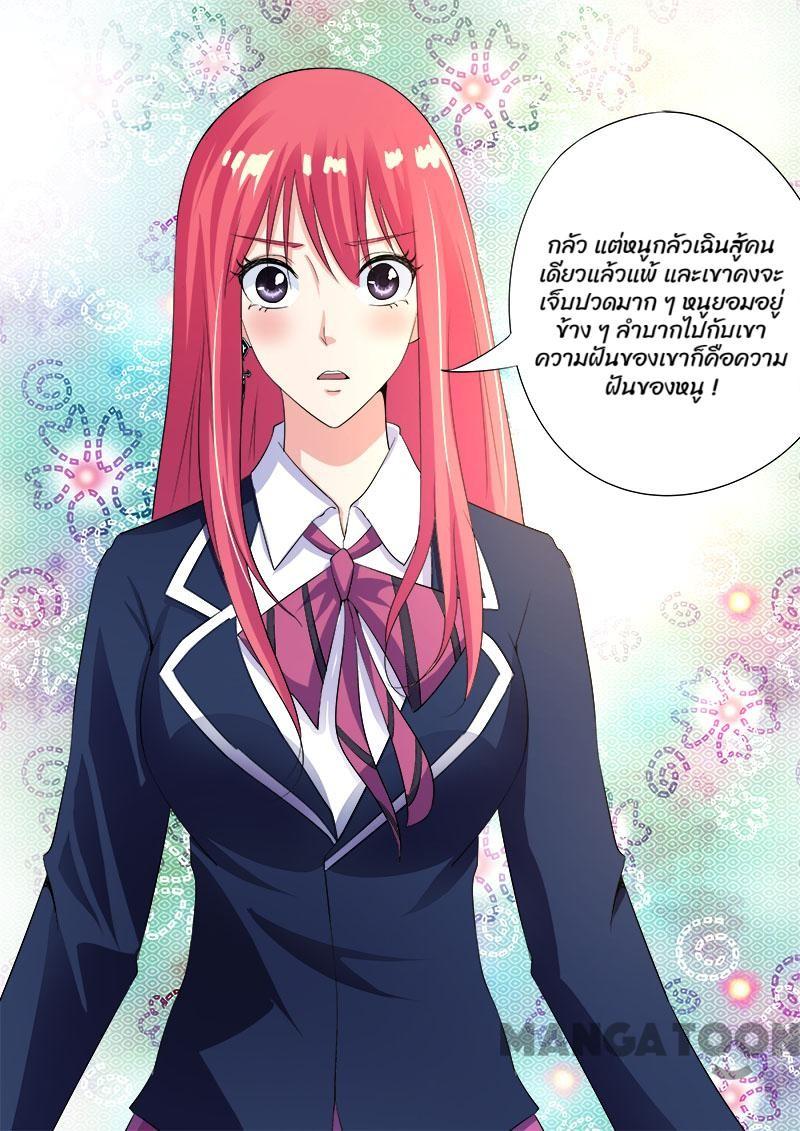 กลัว แต่หนูกลัวเฉินสู้คน
เดียวแล้วแพ้ และเขาคงจะ
เจ็บปวดมาก ๆ หนูยอมอยู่
ข้าง ๆ ลำบากไปกับเขา
ความฝันของเขาก็คือความ
ฝันของหนู !
MANGA TOON